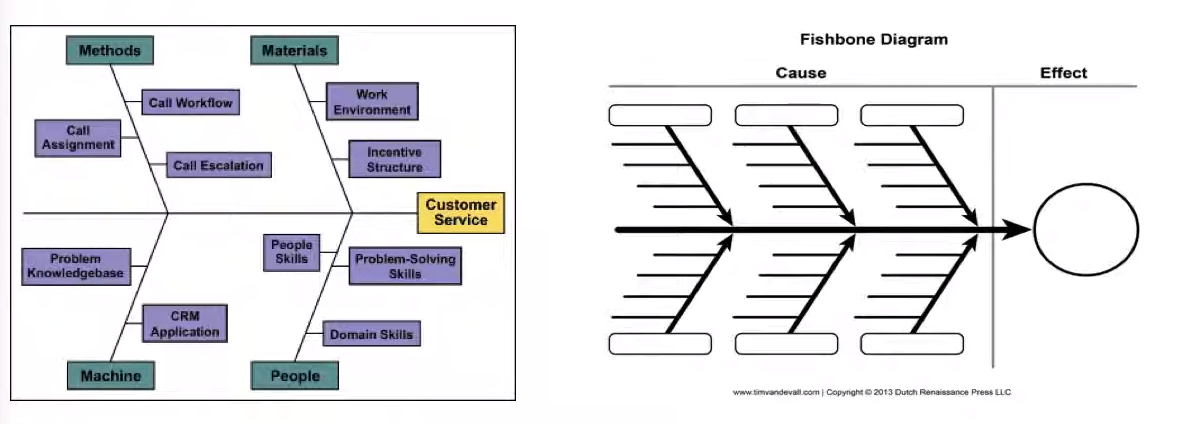 Methods
Materials
Call Workflow
Work
Environment
Call
Assignment
Call Escalation
Incentive
Structure
Customer
Service
Problem
Knowledgebase
People
Skills
Problem-Solving
Skills
CRM
Application
Domain Skills
Machine
People
Fishbone Diagram
Cause
Effect
www.timvandevall.com | Copyright © 2013 Dutch Renaissance Press LLC